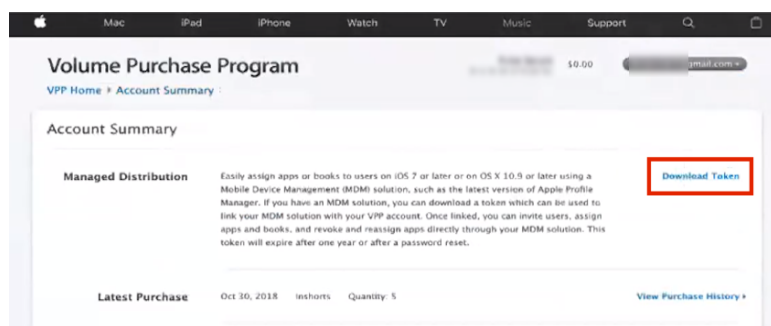 Mac iPad iPhone Watch TV Music Support
Volume Purchase Program
$0.00 gmail.com
VPP Home Account Summary
Account Summary
Managed Distribution
Easily assign apps or books to users on iOS 7 or later or on OS X 10.9 or later using a
Mobile Device Management (MDM) solution, such as the latest version of Apple Profile
Manager. If you have an MDM solution, you can download a token which can be used to
link your MDM solution with your VPP account. Once linked, you can invite users, assign
apps and books, and revoke and reassign apps directly through your MDM solution. This
token will expire after one year or after a password reset.
Download Token
Latest Purchase Oct 30, 2018 Inshorts Quantity: 5 View Purchase History